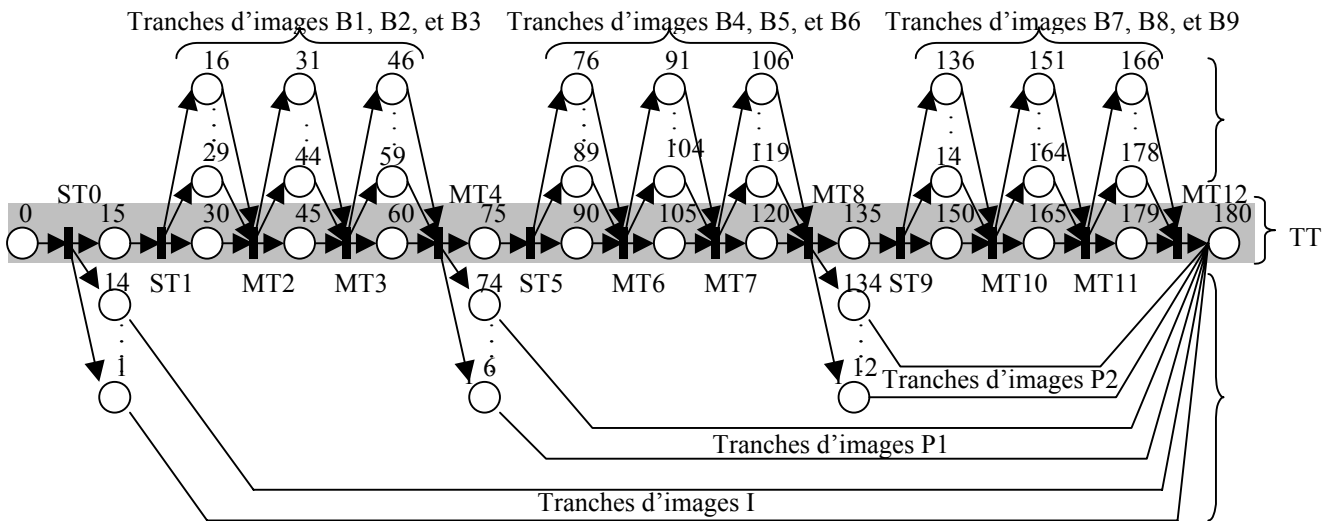 Tranches d'images B1, B2, et B3 Tranches d'images B4, B5, et B6 Tranches d'images B7, B8, et B9
16 31 46 76 91 106 136 151 166
29 44 59 89 104 119 14 164 178
ST0 MT4 MT8 MT12
0 15 30 45 60 75 90 105 120 135 150 165 179 180
TT
14 ST1 MT2 MT3 74 ST5 MT6 MT7 134 ST9 MT10 MT11
1 6 12
Tranches d'images P2
Tranches d'images P1
Tranches d'images I